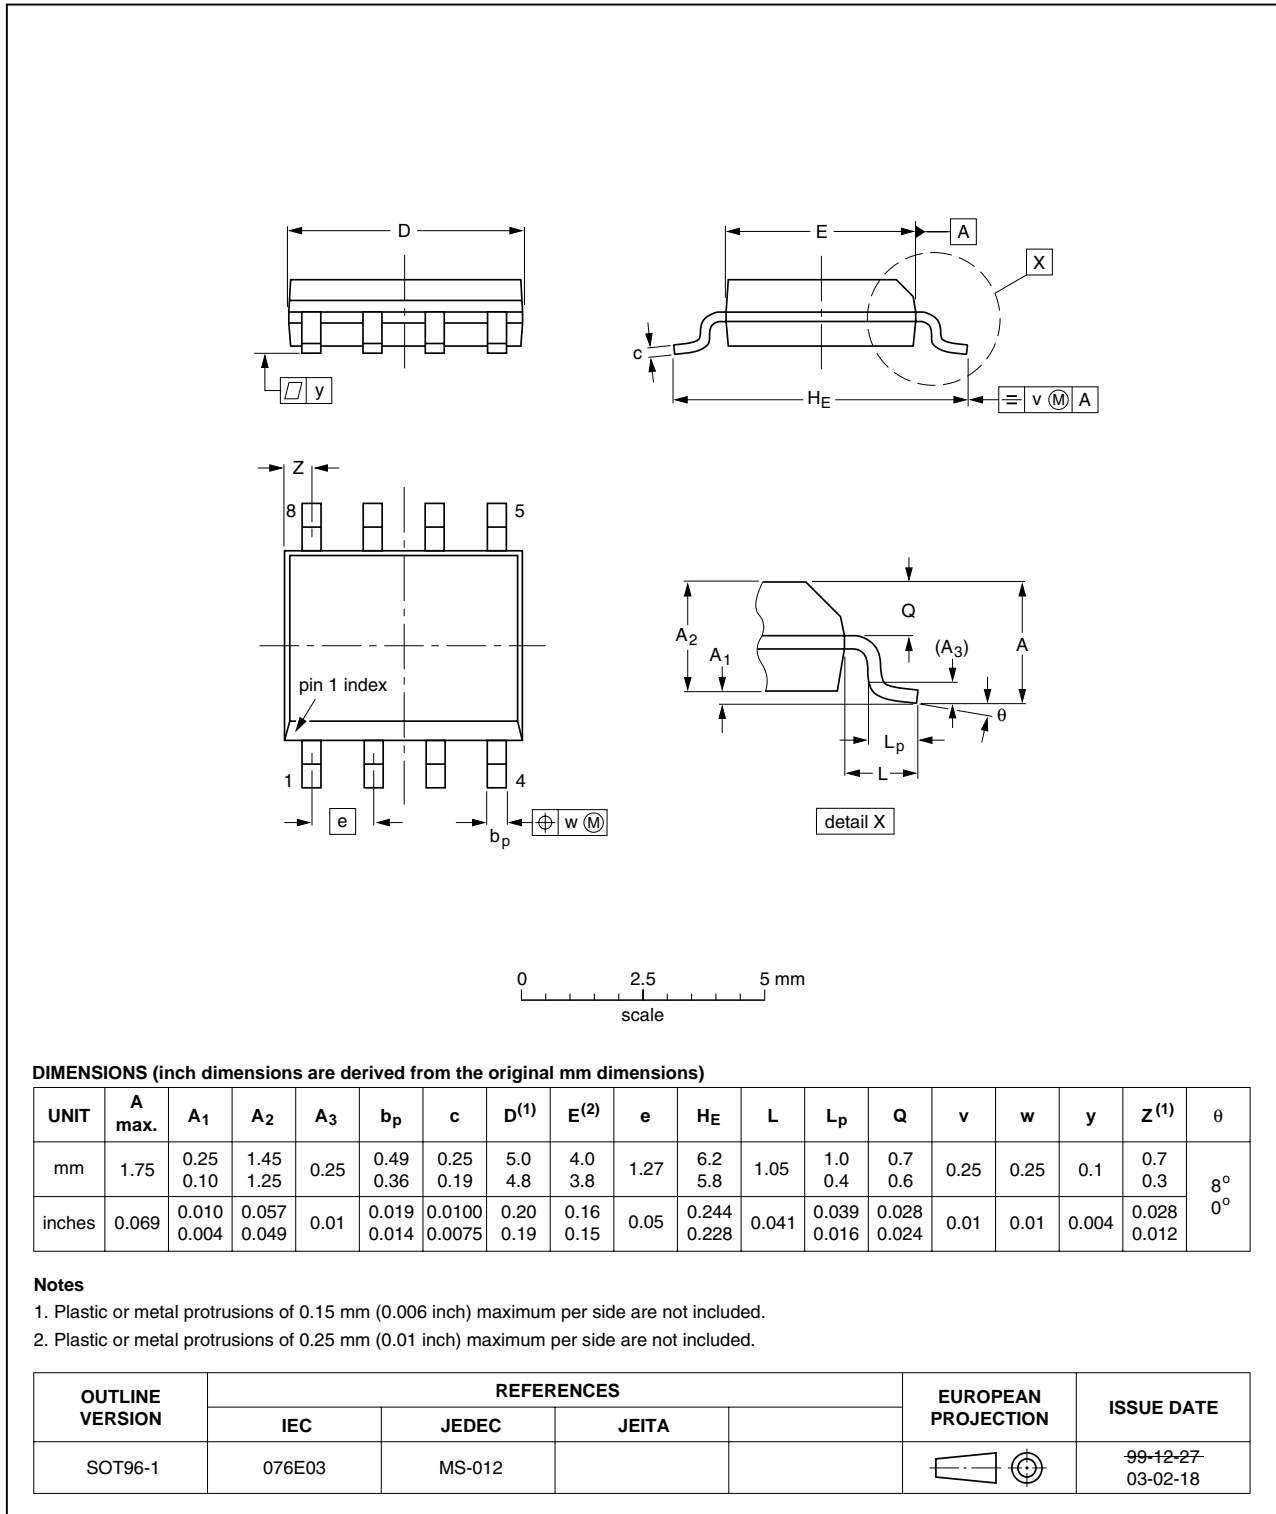 D
E
A
X
c
y
HE
v M A
Z
8
5
pin 1 index
1
4
e
bp
w M
A2
A1
Q
(A3)
A
θ
Lp
L
detail X
0 2.5 5 mm
scale
DIMENSIONS (inch dimensions are derived from the original mm dimensions)
UNIT A max. A1 A2 A3 bp c D(1) E(2) e HE L Lp Q v w y Z(1) θ
mm 1.75 0.25 0.10 1.45 1.25 0.25 0.49 0.36 0.25 0.19 5.0 4.8 4.0 3.8 1.27 6.2 5.8 1.05 1.0 0.4 0.7 0.6 0.25 0.25 0.1 0.7 0.3 8o 0o
inches 0.069 0.010 0.004 0.057 0.049 0.01 0.019 0.014 0.0100 0.0075 0.20 0.19 0.16 0.15 0.05 0.244 0.228 0.041 0.039 0.016 0.028 0.024 0.01 0.01 0.004 0.028 0.012
Notes
1. Plastic or metal protrusions of 0.15 mm (0.006 inch) maximum per side are not included.
2. Plastic or metal protrusions of 0.25 mm (0.01 inch) maximum per side are not included.
OUTLINE VERSION REFERENCES EUROPEAN PROJECTION ISSUE DATE
IEC JEDEC JEITA
SOT96-1 076E03 MS-012 99-12-27
03-02-18